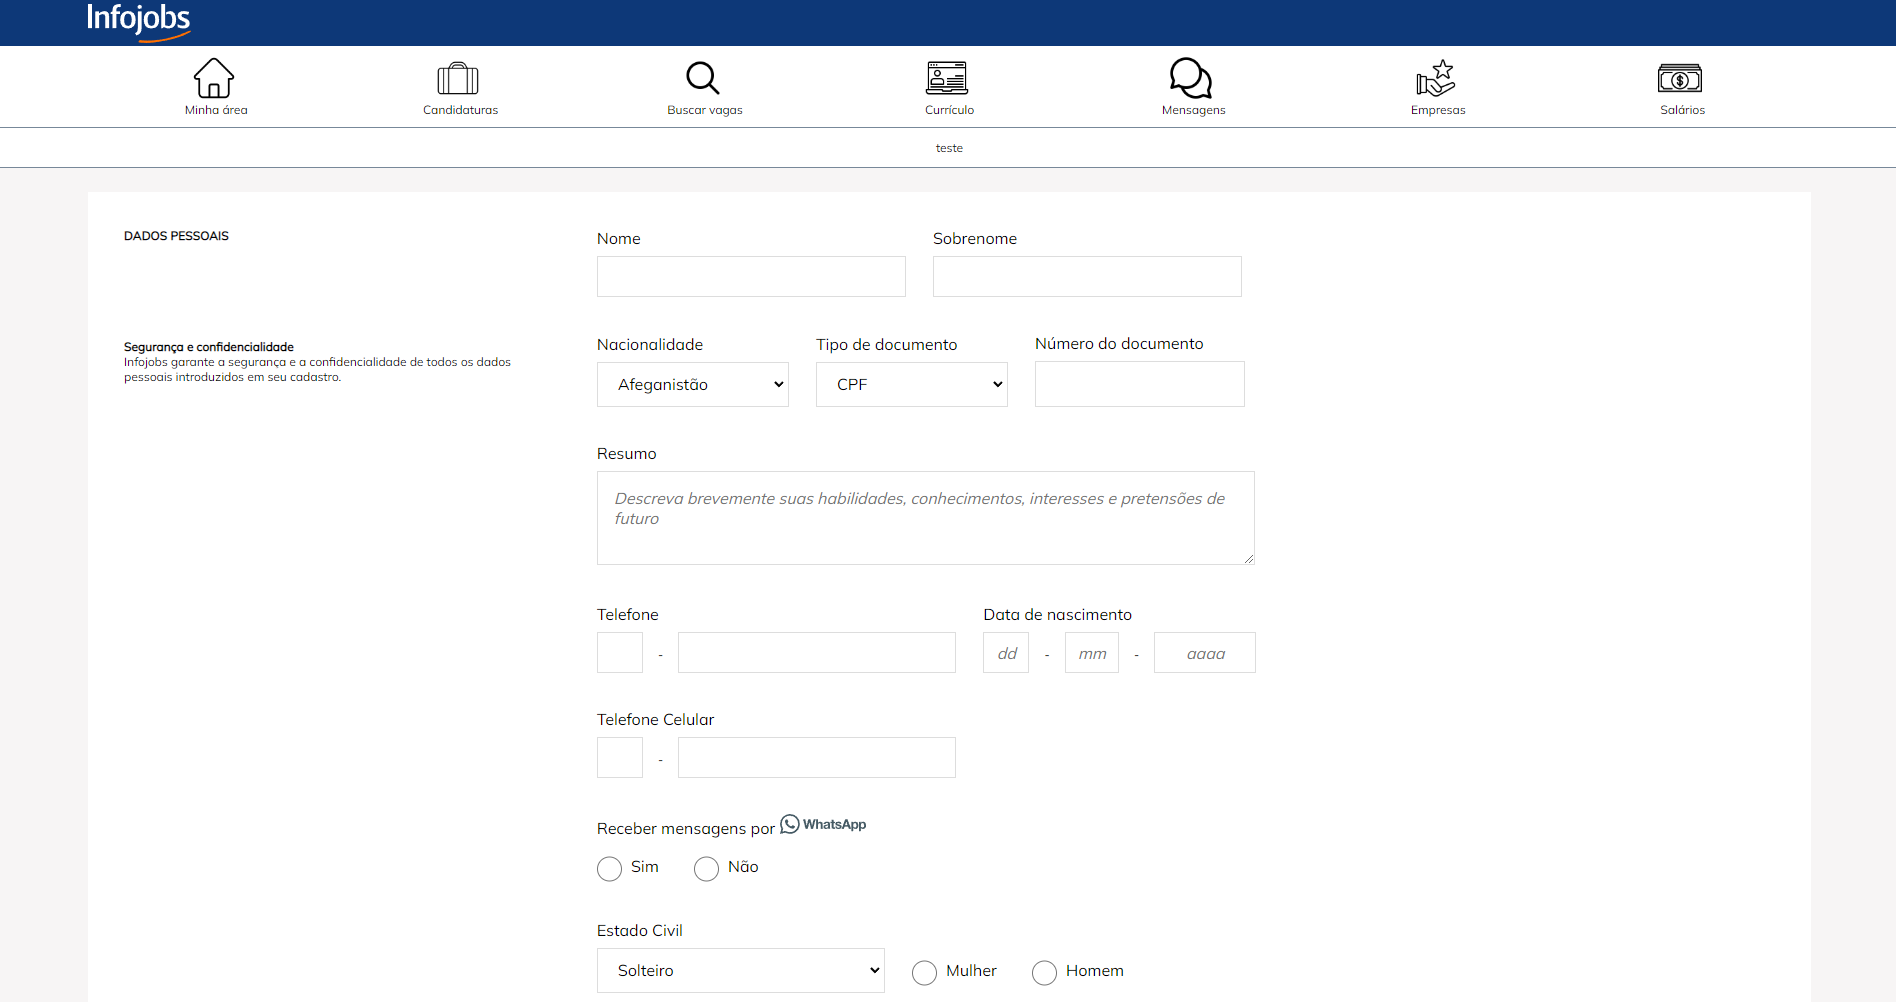 Infojobs
Minha área
Candidaturas
Buscar vagas
Currículo
Mensagens
Empresas
Salários
teste
DADOS PESSOAIS
Nome
Sobrenome
Segurança e confidencialidade
Infojobs garante a segurança e a confidencialidade de todos os dados
pessoais introduzidos em seu cadastro.
Nacionalidade
Tipo de documento
Número do documento
Afeganistão
CPF
Resumo
Descreva brevemente suas habilidades, conhecimentos, interesses e pretensões de
futuro
Telefone
Data de nascimento
-
dd
-
mm
-
aaaa
Telefone Celular
-
Receber mensagens por WhatsApp
Sim
Não
Estado Civil
Solteiro
Mulher
Homem